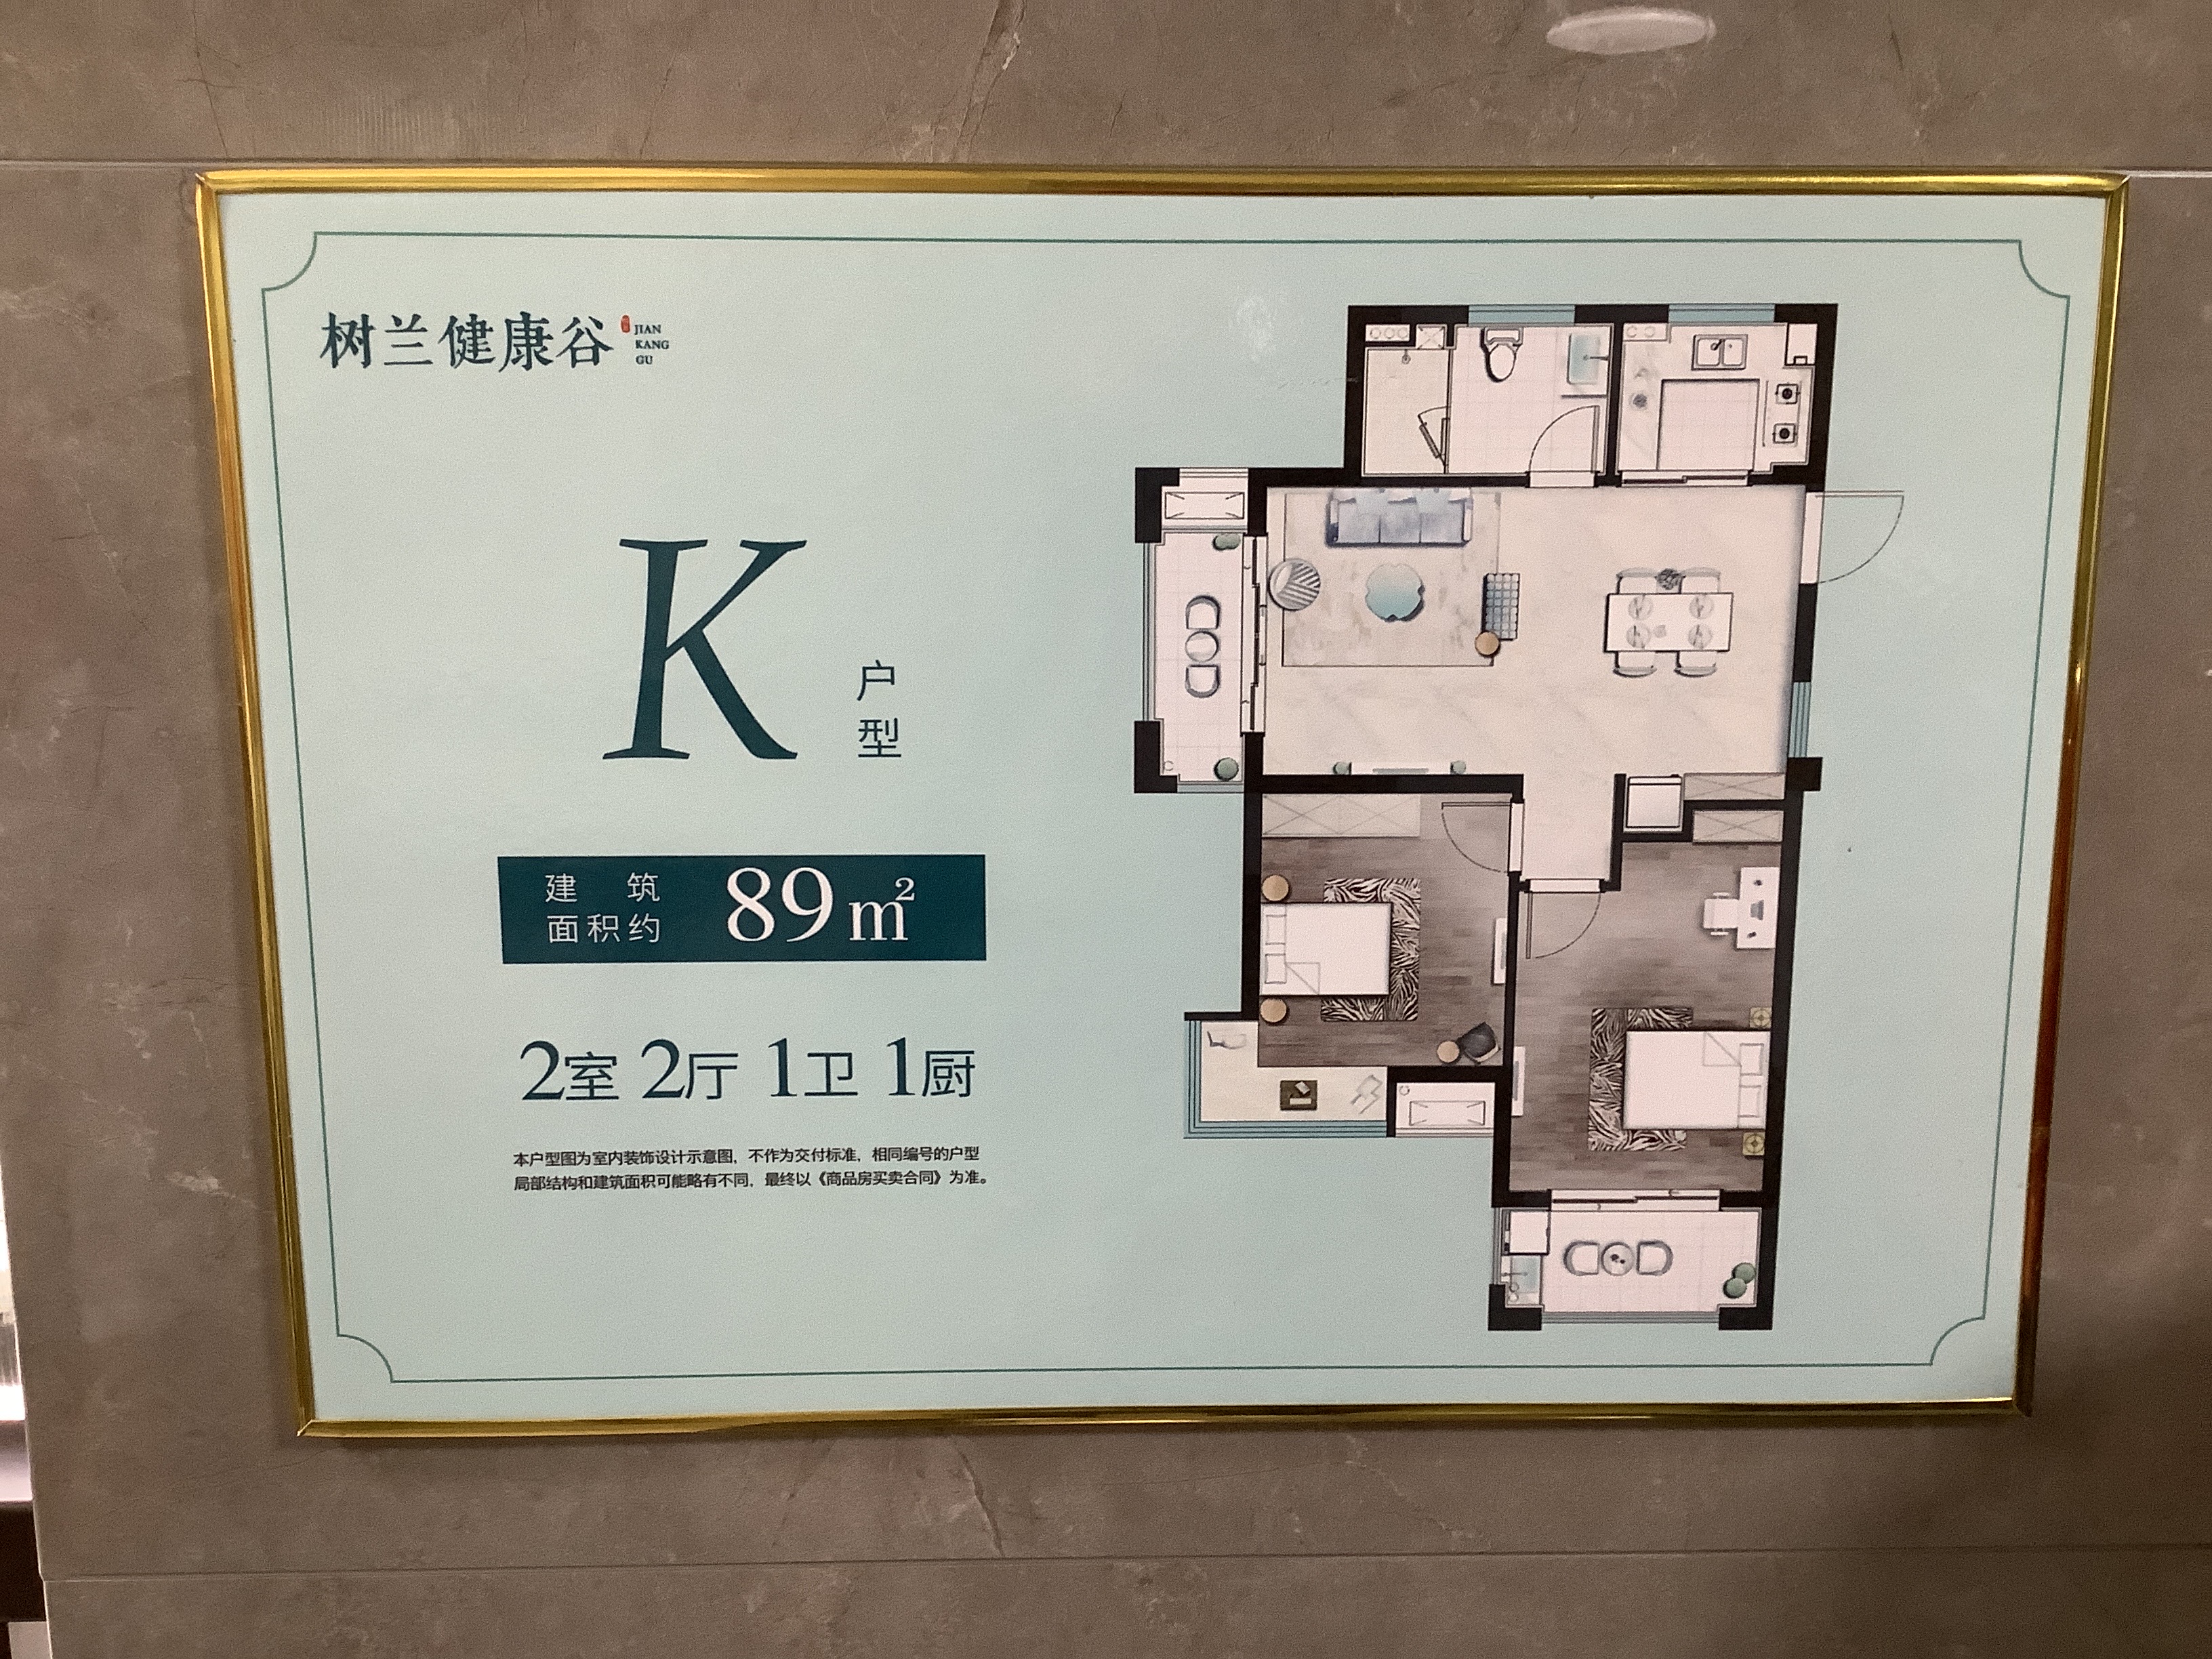 树兰健康谷
JIAN
KANG
GU
K
户
型
建 筑
面积约
89㎡
2室 2厅 1卫 1厨
本户型图为室内装饰设计示意图，不作为交付标准，相同编号的户型
局部结构和建筑面积可能略有不同，最终以《商品房买卖合同》为准。